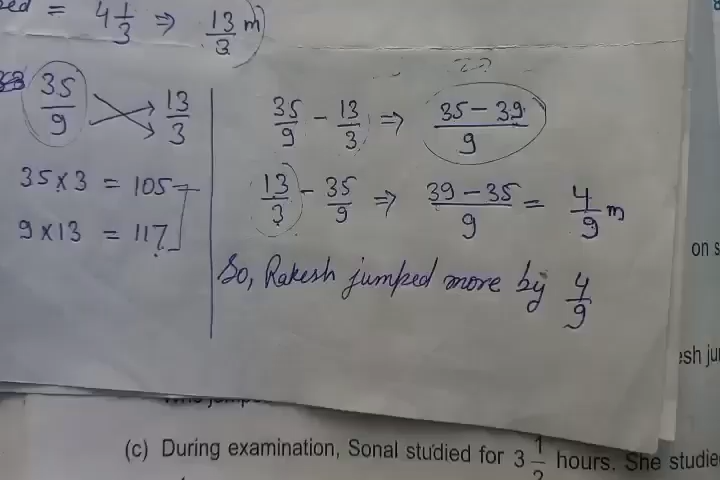 = 4 1/3 ⇒ 13/3 m
35/9 13/3
35 × 3 = 105
9 × 13 = 117
35/9 - 13/3 ⇒ (35 - 39)/9
13/3 - 35/9 ⇒ (39 - 35)/9 = 4/9 m
So, Rakesh jumped more by 4/9
on s
esh ju
(c) During examination, Sonal studied for 3 1/2 hours. She studie